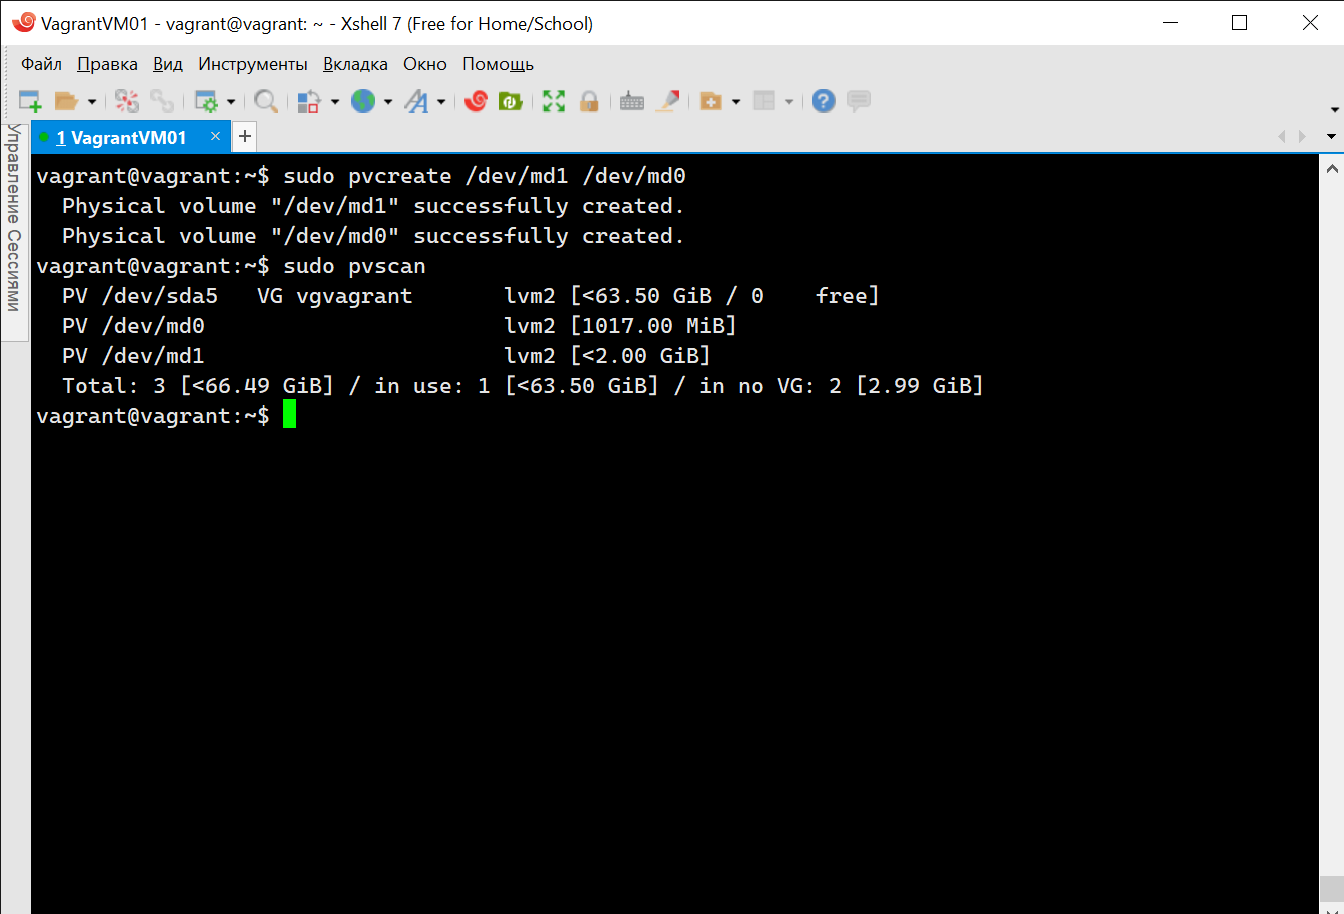 VagrantVM01 - vagrant@vagrant: ~ - Xshell 7 (Free for Home/School)
Файл Правка Вид Инструменты Вкладка Окно Помощь
Управление Сессиями
1 VagrantVM01
vagrant@vagrant:~$ sudo pvcreate /dev/md1 /dev/md0
  Physical volume "/dev/md1" successfully created.
  Physical volume "/dev/md0" successfully created.
vagrant@vagrant:~$ sudo pvscan
  PV /dev/sda5   VG vgvagrant       lvm2 [<63.50 GiB / 0    free]
  PV /dev/md0                       lvm2 [1017.00 MiB]
  PV /dev/md1                       lvm2 [<2.00 GiB]
  Total: 3 [<66.49 GiB] / in use: 1 [<63.50 GiB] / in no VG: 2 [2.99 GiB]
vagrant@vagrant:~$